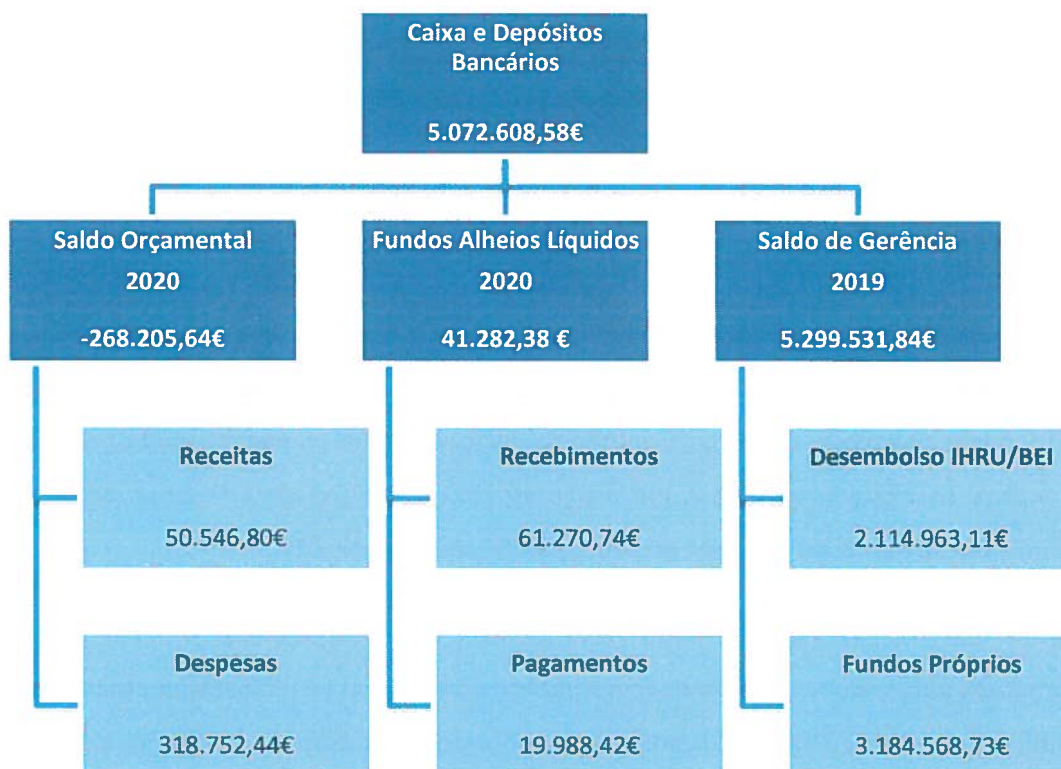 Caixa e Depósitos
Bancários
5.072.608,58€
Saldo Orçamental
2020
-268.205,64€
Fundos Alheios Líquidos
2020
41.282,38 €
Saldo de Gerência
2019
5.299.531,84€
Receitas
50.546,80€
Recebimentos
61.270,74€
Desembolso IHRU/BEI
2.114.963,11€
Despesas
318.752,44€
Pagamentos
19.988,42€
Fundos Próprios
3.184.568,73€